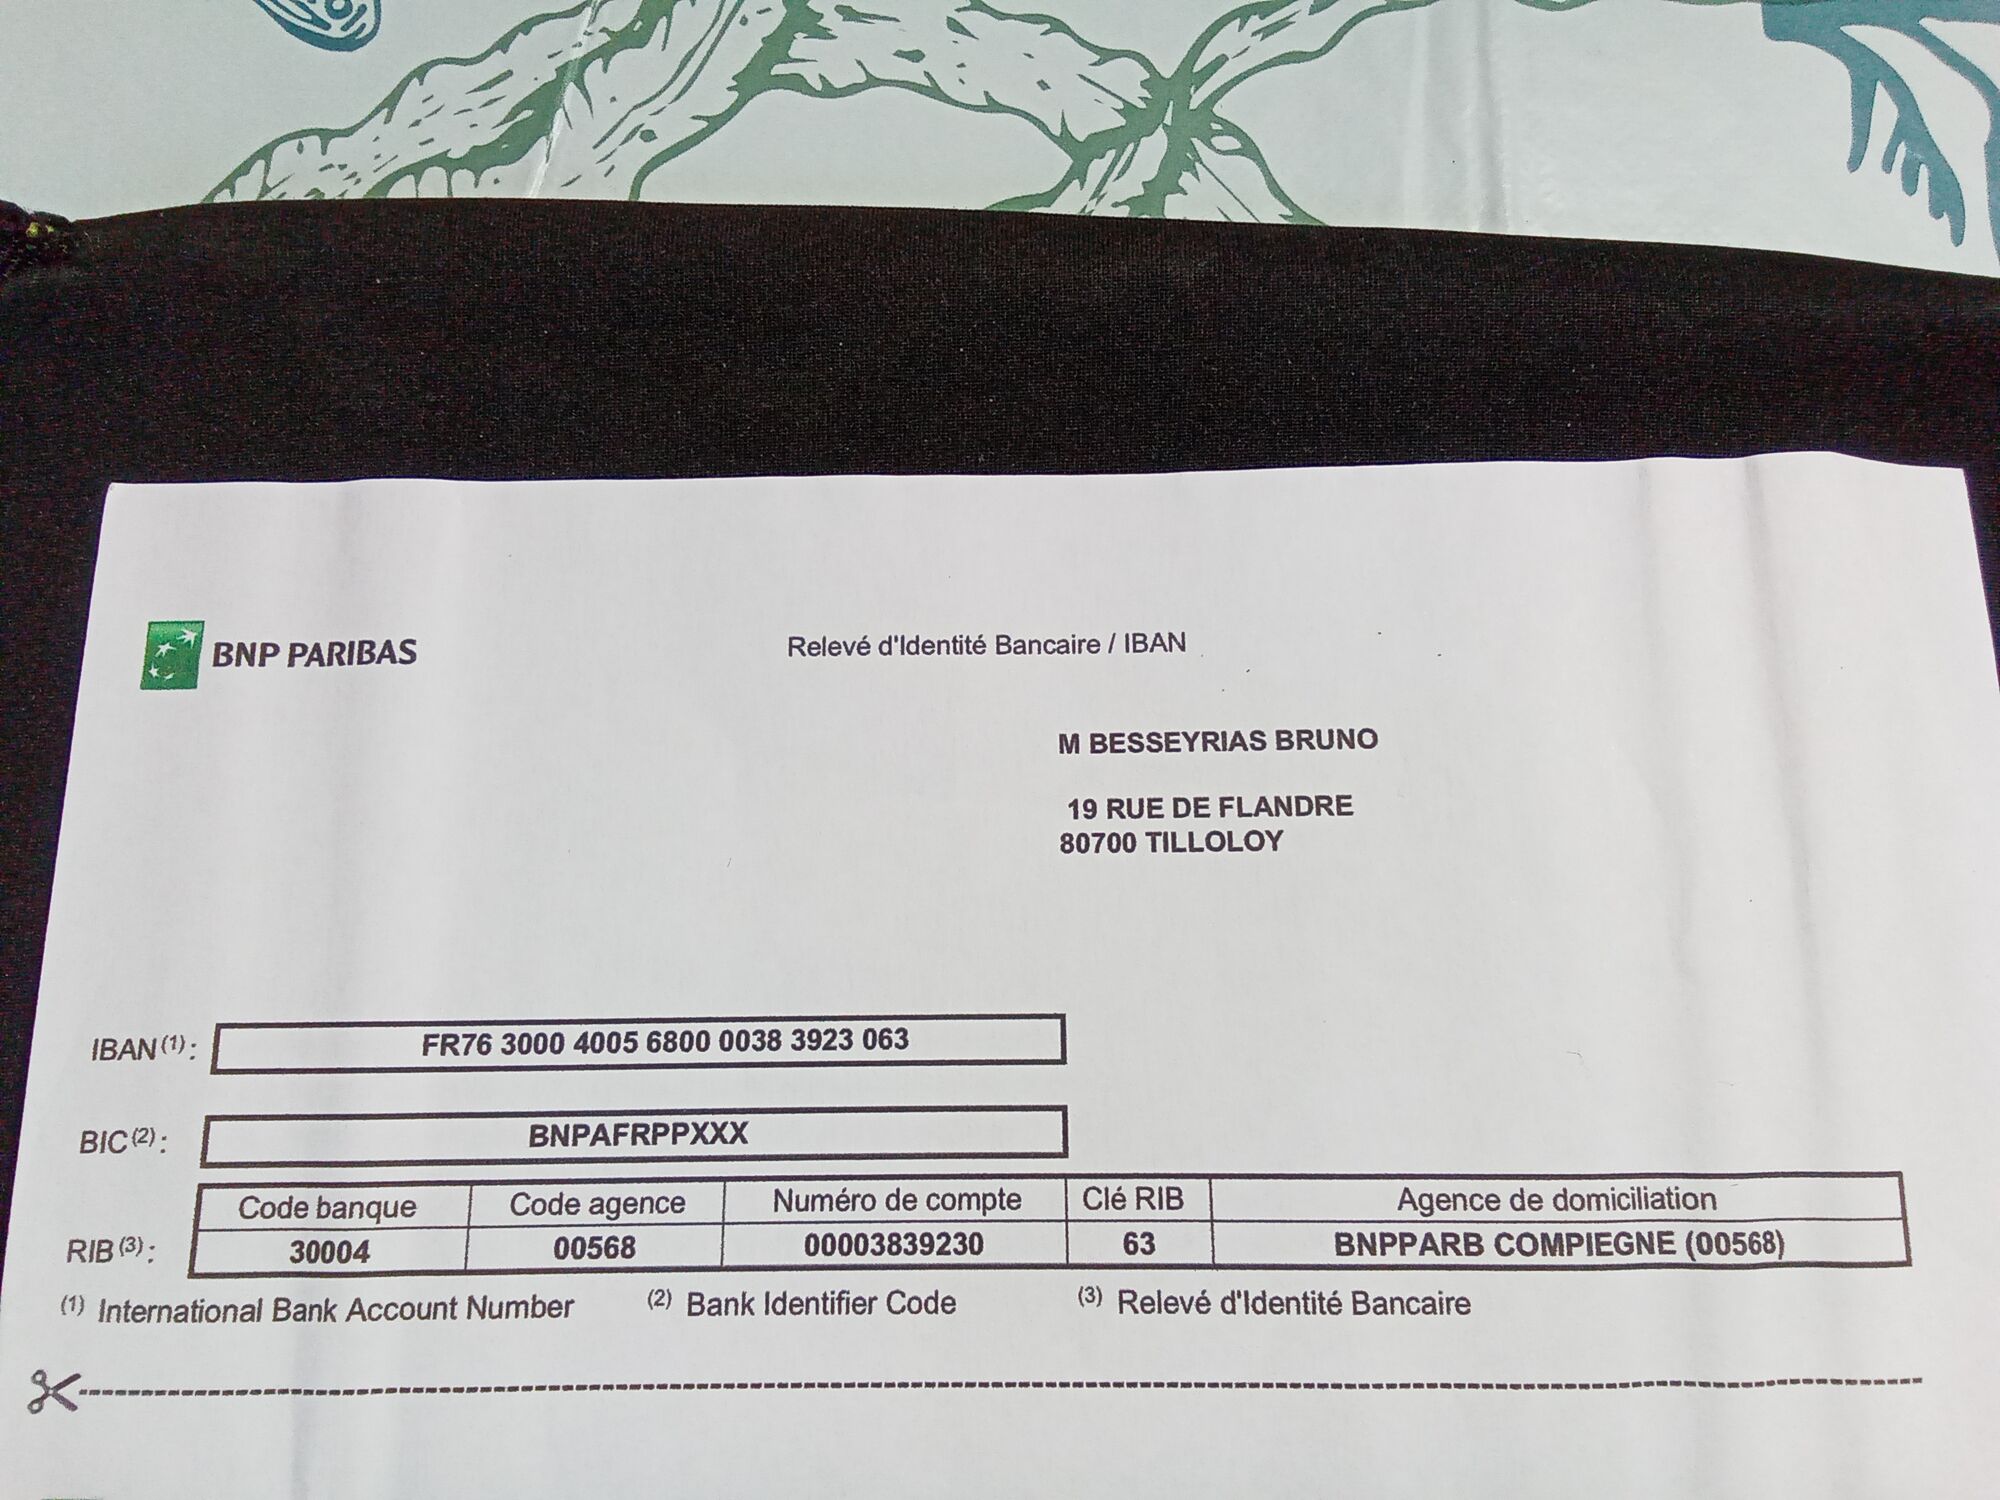 BNP PARIBAS
Relevé d'Identité Bancaire / IBAN
M BESSEYRIAS BRUNO
19 RUE DE FLANDRE
80700 TILLOLOY
IBAN (1) : FR76 3000 4005 6800 0038 3923 063
BIC (2) : BNPAFRPPXXX
Code banque Code agence Numéro de compte Clé RIB Agence de domiciliation
RIB (3) : 30004 00568 00003839230 63 BNPPARB COMPIEGNE (00568)
(1) International Bank Account Number (2) Bank Identifier Code (3) Relevé d'Identité Bancaire